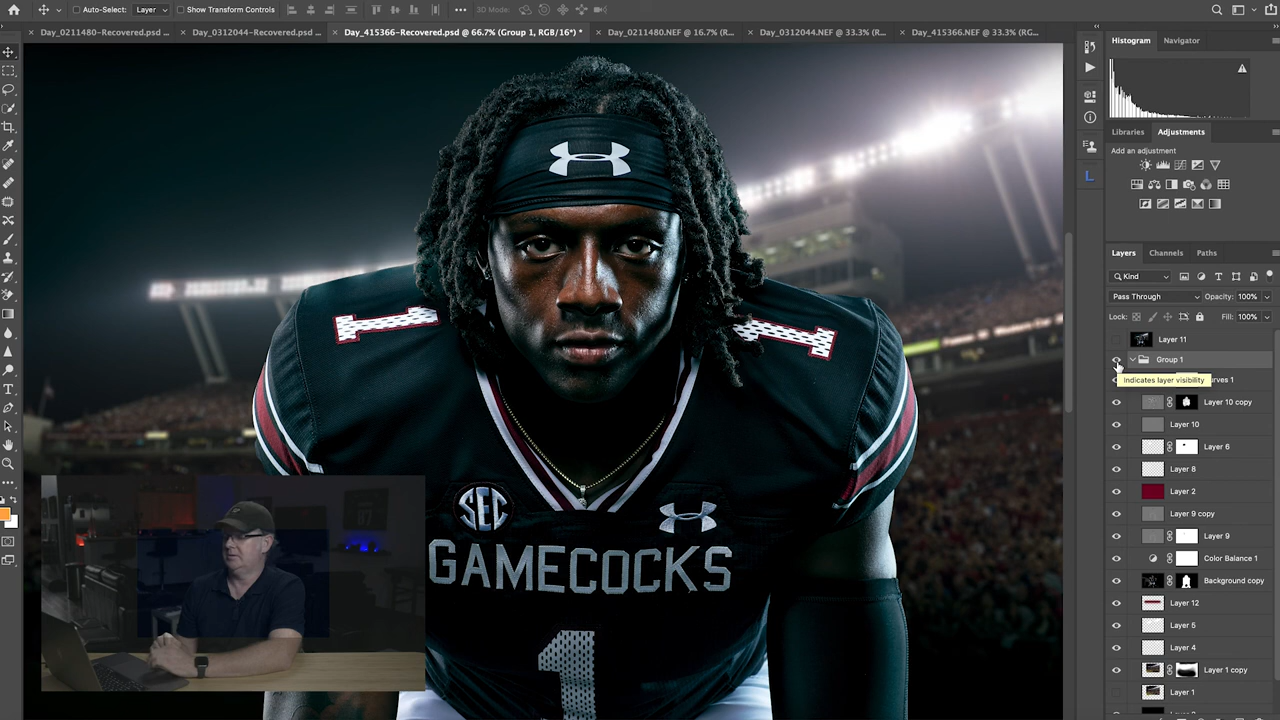 Auto-Select: Layer Show Transform Controls 3D Mode:
Day_0211480-Recovered.psd ... Day_0312044-Recovered.psd ... Day_415366-Recovered.psd @ 66.7% (Group 1, RGB/16*) * Day_0211480.NEF @ 16.7% (R... Day_0312044.NEF @ 33.3% (R... Day_415366.NEF @ 33.3% (RG...
Histogram Navigator
Libraries Adjustments
Add an adjustment
L
Layers Channels Paths
Kind
Pass Through Opacity: 100%
Lock: Fill: 100%
Layer 11
Group 1
Indicates layer visibility
urves 1
Layer 10 copy
Layer 10
Layer 6
Layer 8
Layer 2
Layer 9 copy
Layer 9
Color Balance 1
Background copy
Layer 12
Layer 5
Layer 4
Layer 1 copy
Layer 1
1 1
SEC
GAMECOCKS
1
87